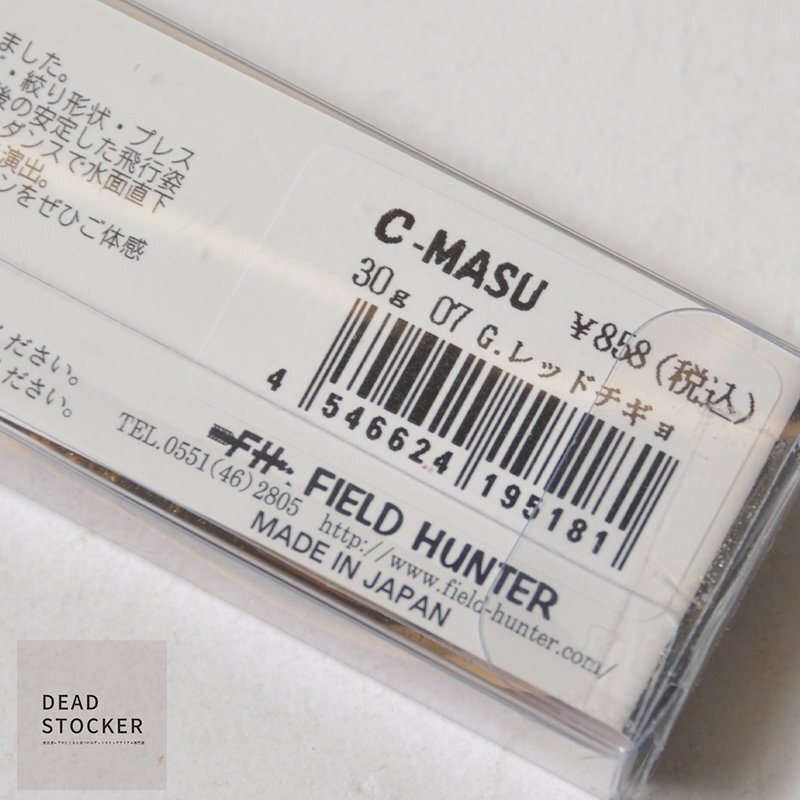 ました。
・絞り形状・プレス
後の安定した飛行姿
ダンスで水面直下
演出。
ンをぜひご体感
ください。
ください。
C-MASU
30g 07 G.レッドチギョ
¥858(税込)
4 546624 195181
FH. FIELD HUNTER
TEL.0551(46)2805
http://www.field-hunter.com/
MADE IN JAPAN
DEAD
STOCKER